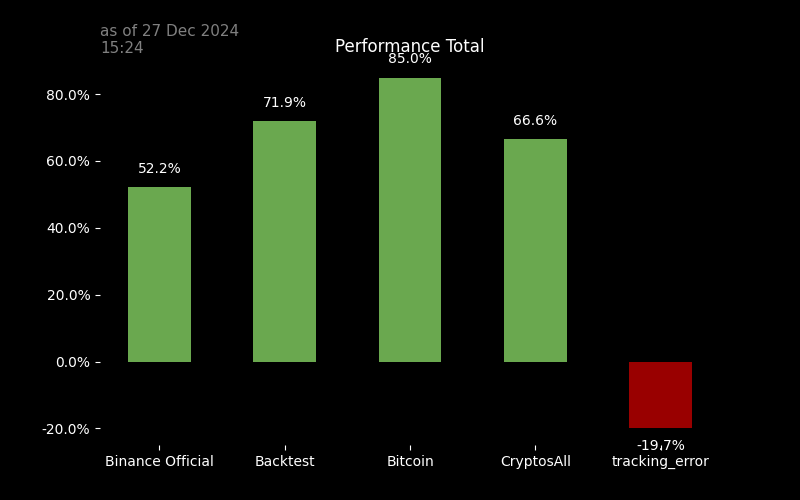 as of 27 Dec 2024
15:24
Performance Total
85.0%
80.0%
71.9%
66.6%
60.0%
52.2%
40.0%
20.0%
0.0%
-20.0%
-19.7%
Binance Official
Backtest
Bitcoin
CryptosAll
tracking_error